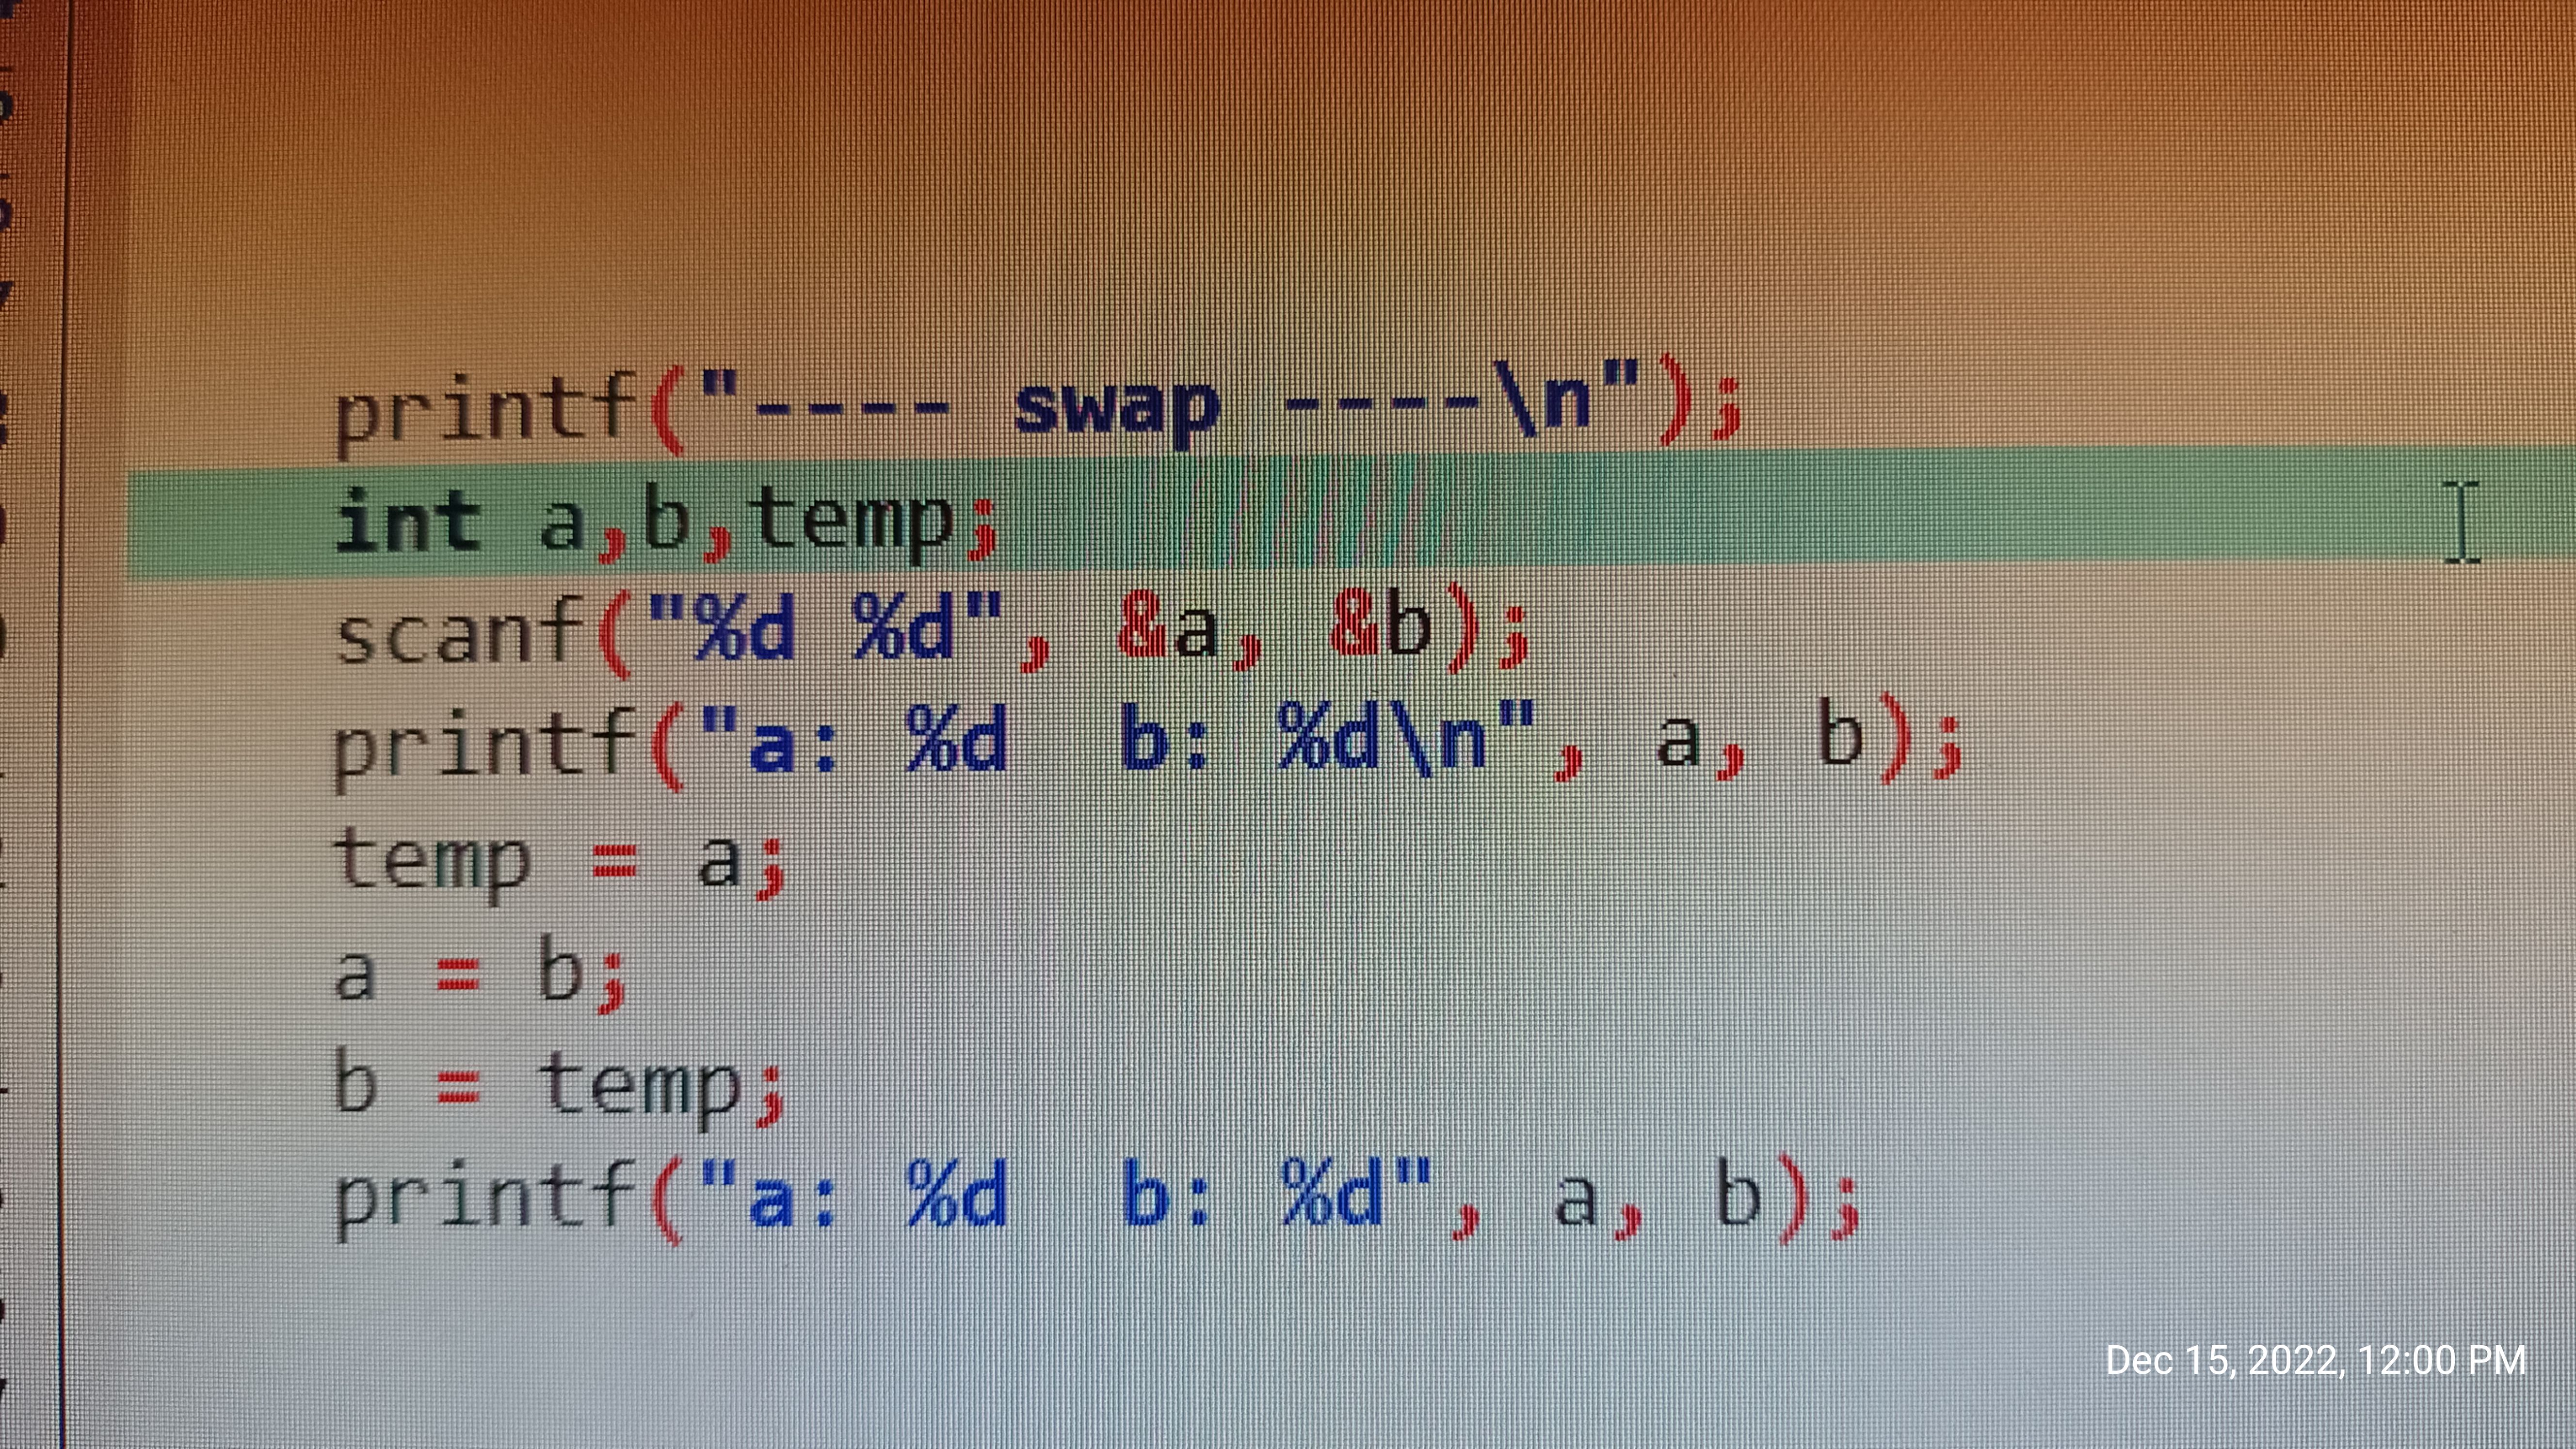 printf("---- swap ----\n");
int a,b,temp;
scanf("%d %d", &a, &b);
printf("a: %d  b: %d\n", a, b);
temp = a;
a = b;
b = temp;
printf("a: %d  b: %d", a, b);
Dec 15, 2022, 12:00 PM